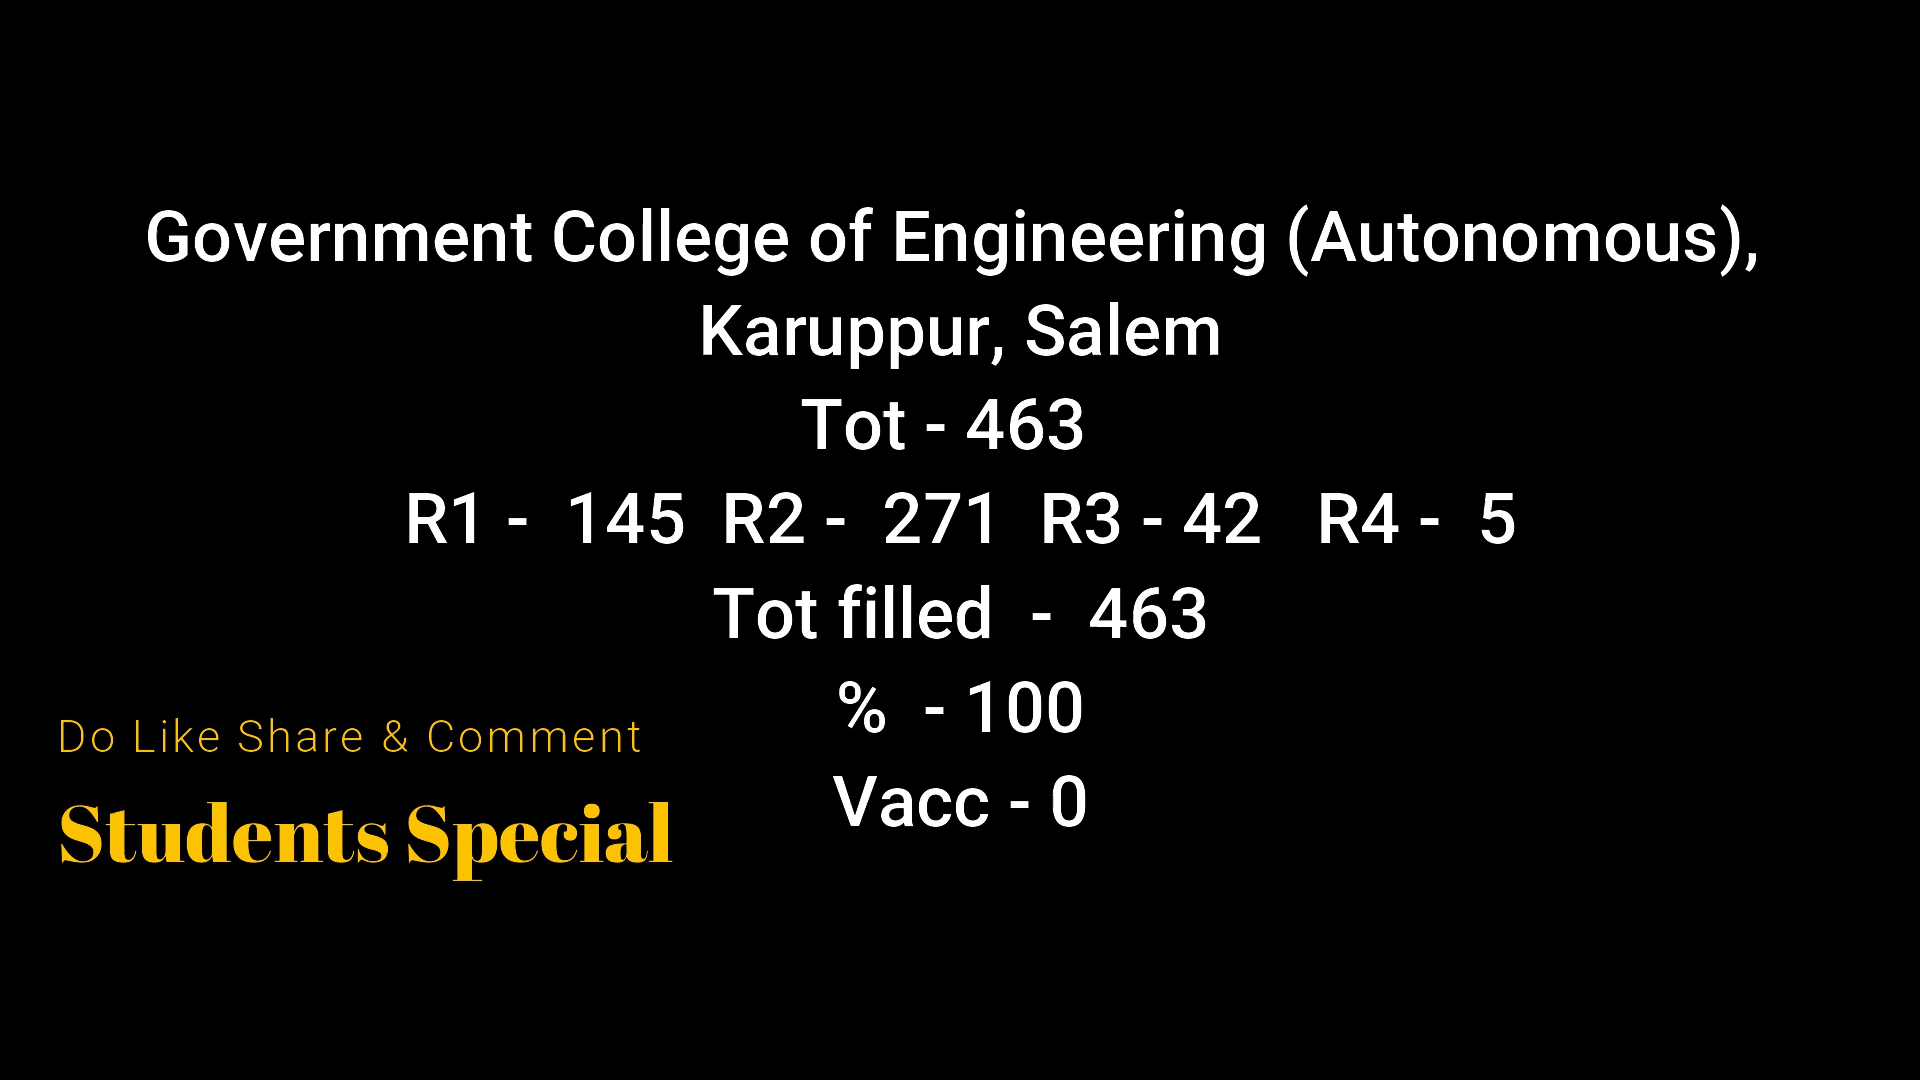 Government College of Engineering (Autonomous),
Karuppur, Salem
Tot - 463
R1 - 145 R2 - 271 R3 - 42 R4 - 5
Tot filled - 463
% - 100
Vacc - 0
Do Like Share & Comment
Students Special